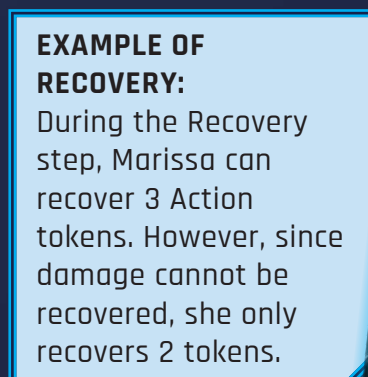 EXAMPLE OF
RECOVERY:
During the Recovery
step, Marissa can
recover 3 Action
tokens. However, since
damage cannot be
recovered, she only
recovers 2 tokens.